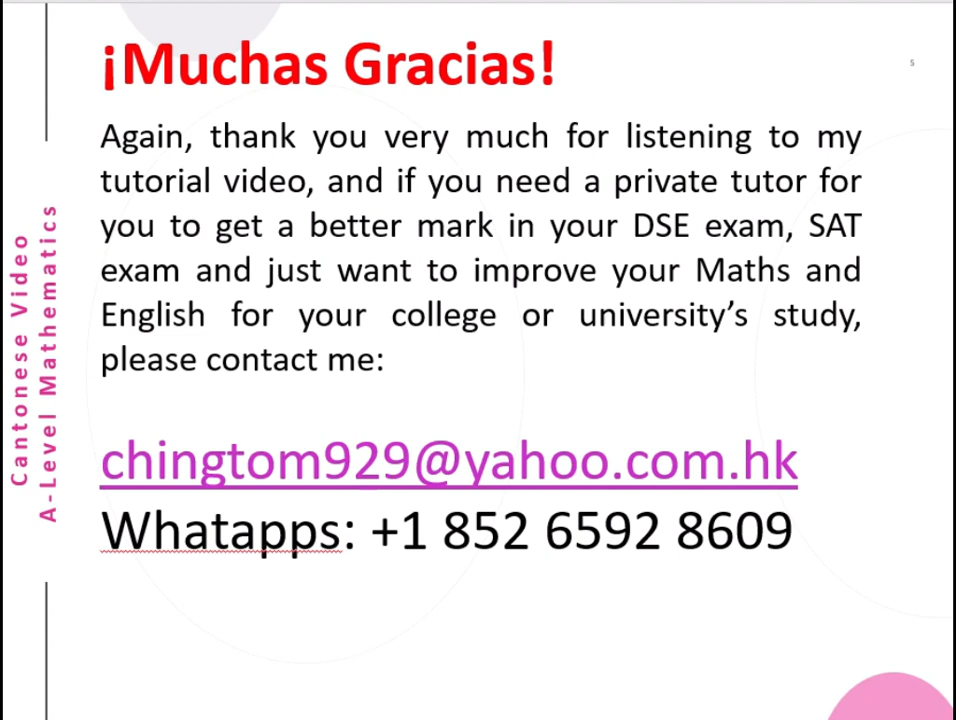 ¡Muchas Gracias!
5
Again, thank you very much for listening to my
tutorial video, and if you need a private tutor for
you to get a better mark in your DSE exam, SAT
exam and just want to improve your Maths and
English for your college or university’s study,
please contact me:
chingtom929@yahoo.com.hk
Whatapps: +1 852 6592 8609
Cantonese Video
A-Level Mathematics